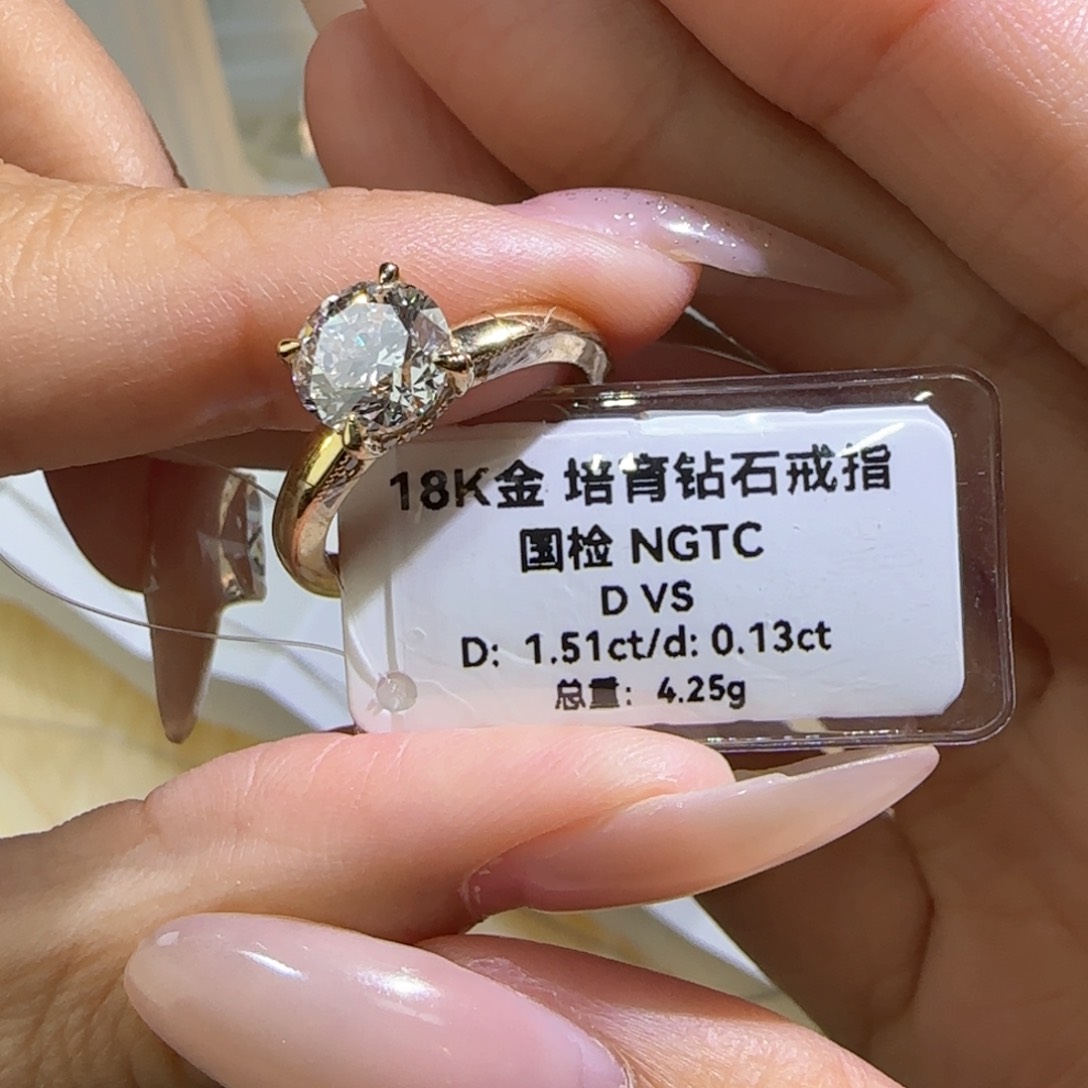 18K金 培育钻石戒指
国检 NGTC
D VS
D: 1.51ct/d: 0.13ct
总重: 4.25g